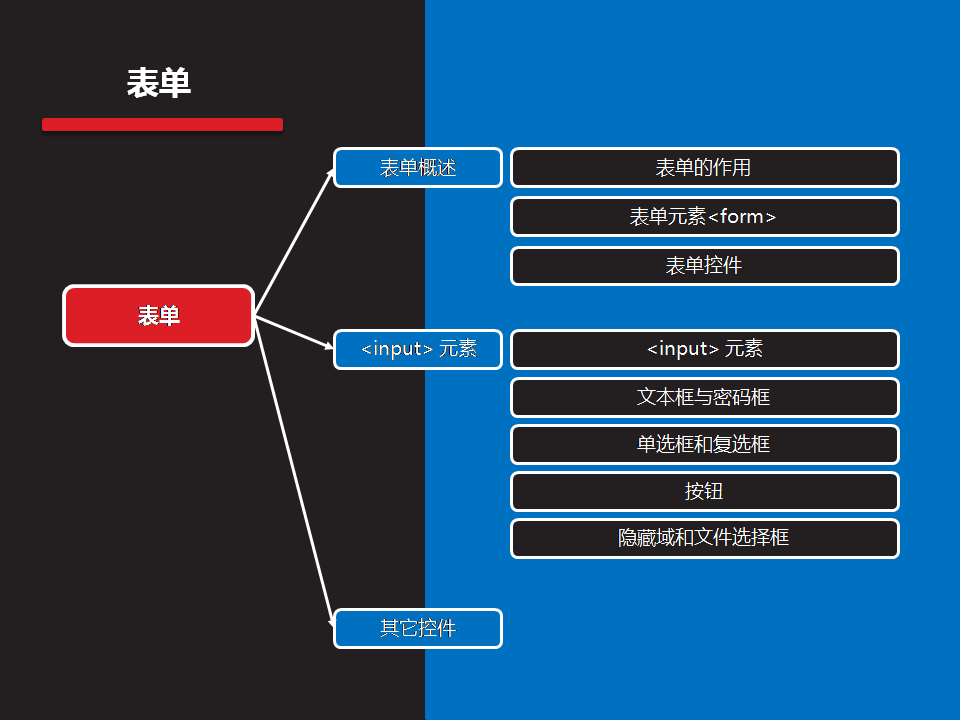 表单
表单
表单概述
表单的作用
表单元素<form>
表单控件
<input> 元素
<input> 元素
文本框与密码框
单选框和复选框
按钮
隐藏域和文件选择框
其它控件